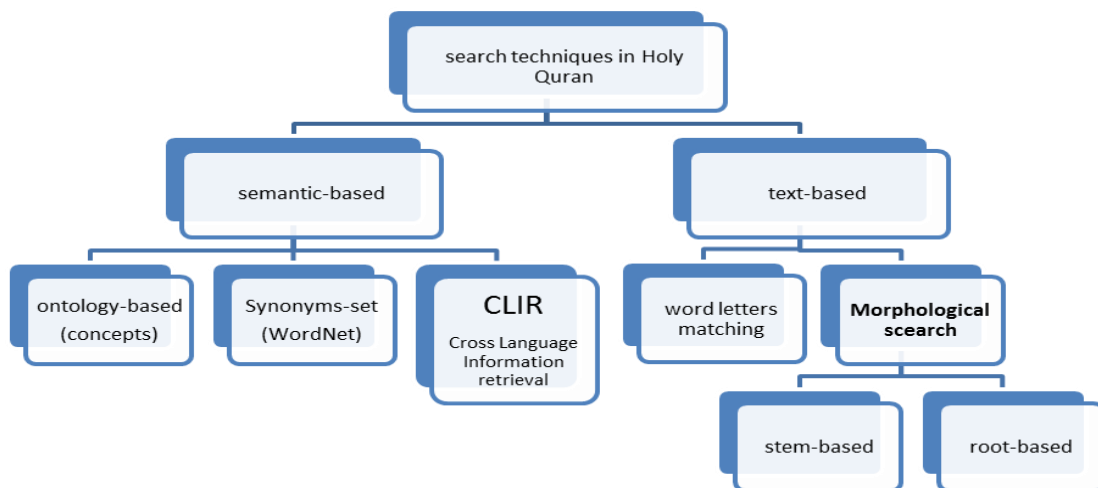 search techniques in Holy
Quran
semantic-based
text-based
ontology-based
(concepts)
Synonyms-set
(WordNet)
CLIR
Cross Language
Information
retrieval
word letters
matching
Morphological
scearch
stem-based
root-based